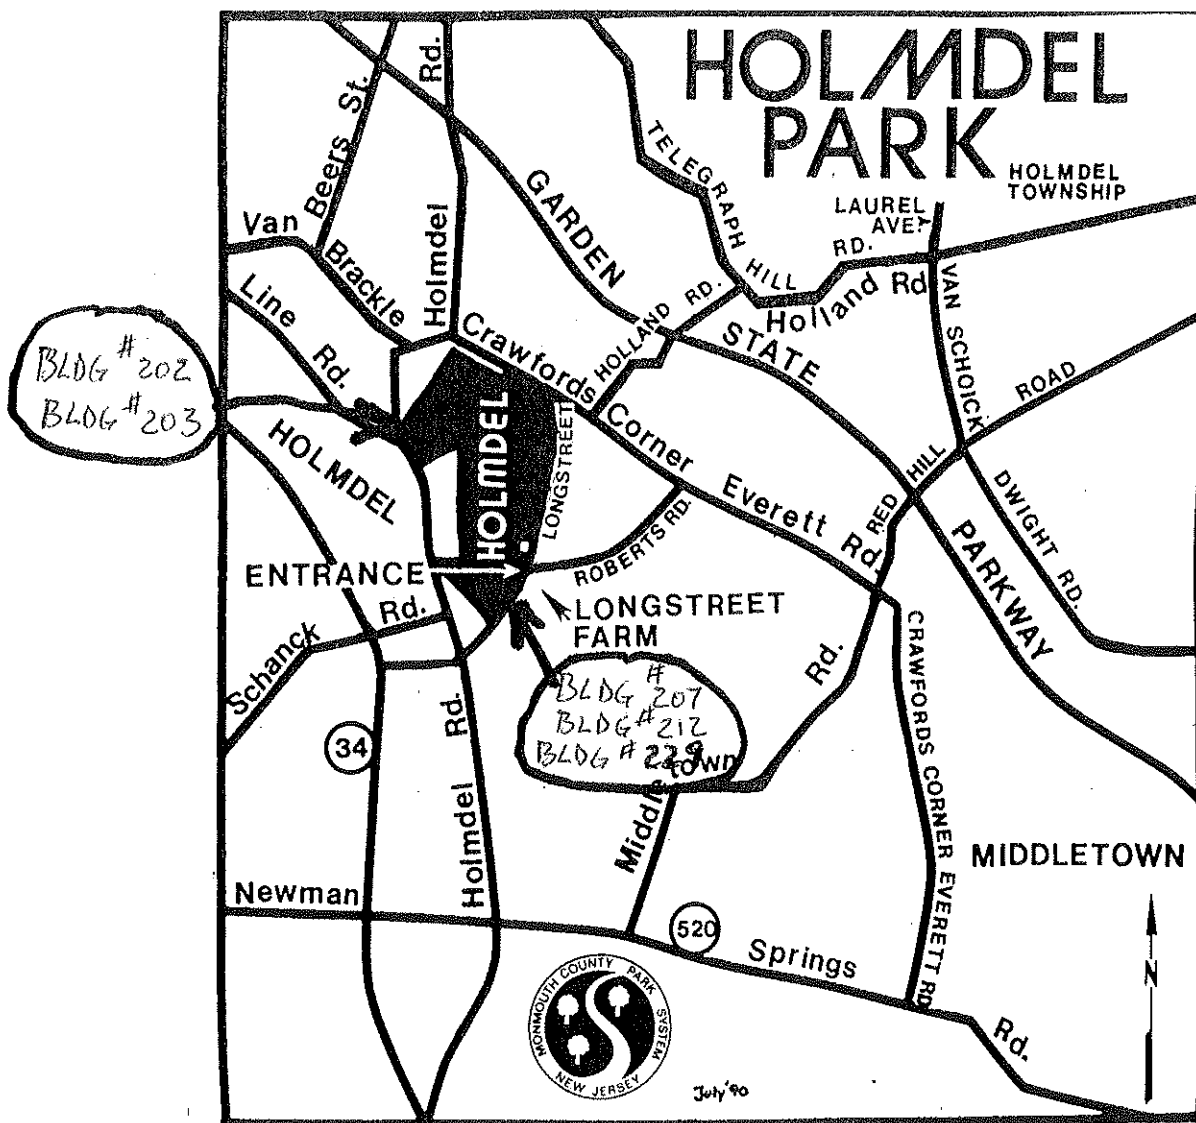 HOLMDEL
PARK
HOLMDEL
TOWNSHIP
Van Beers St.
Holmdel Rd.
GARDEN STATE PARKWAY
TELEGRAPH HILL RD.
LAUREL
AVE.
Van Brackle
Line Rd.
Crawfords Corner Everett Rd.
HOLLAND RD.
Holland Rd
VAN SCHOICK
RED HILL ROAD
DWIGHT RD.
BLDG # 202
BLDG # 203
HOLMDEL
HOLMDEL
LONGSTREET
ENTRANCE
ROBERTS RD.
LONGSTREET
FARM
Schanck Rd.
BLDG # 207
BLDG # 212
BLDG # 229
34
Holmdel Rd.
Middletown Rd.
CRAWFORDS CORNER EVERETT RD
MIDDLETOWN
Newman Springs Rd.
520
N
MONMOUTH COUNTY PARK SYSTEM
NEW JERSEY
July '90